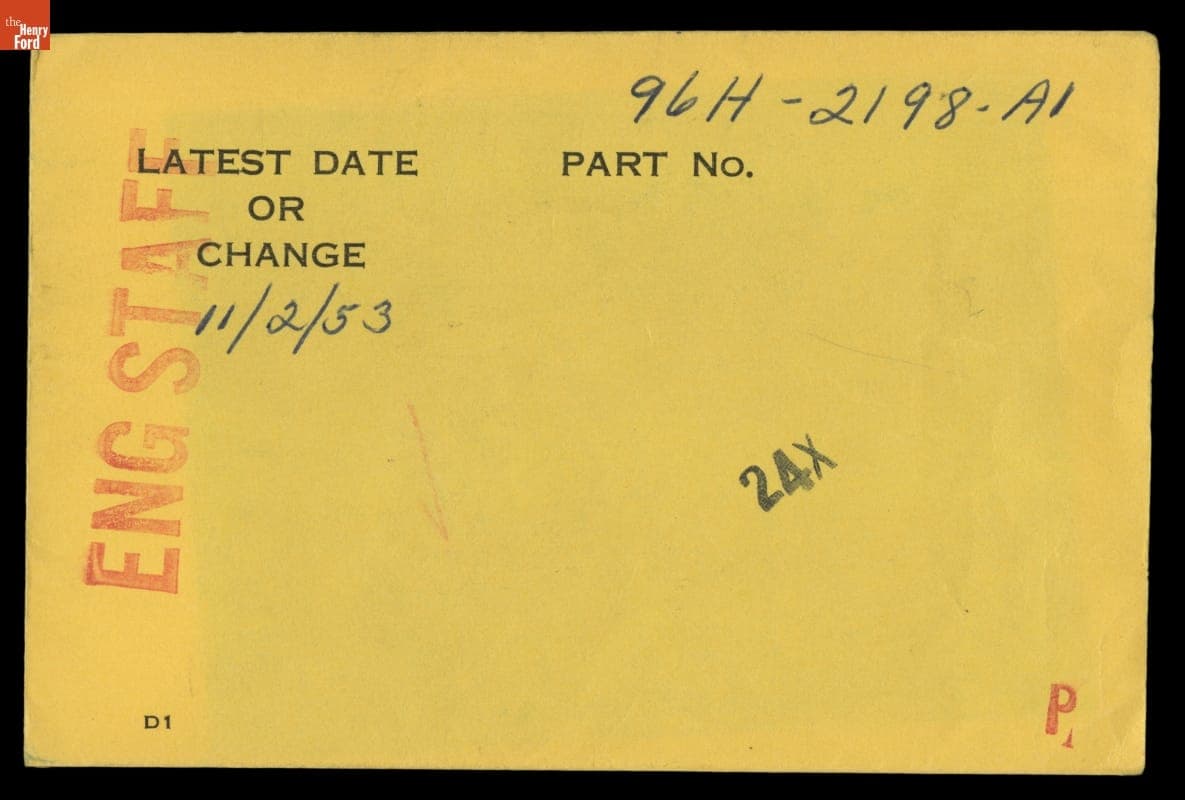 the
Henry
Ford
96H-2198-A1
LATEST DATE
PART No.
OR
CHANGE
11/2/53
ENG STAFF
24X
D1
P